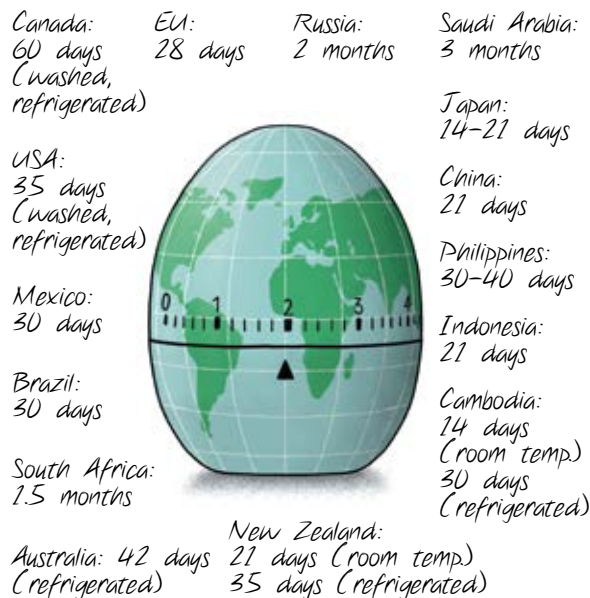 Canada:
60 days
(washed,
refrigerated)
EU:
28 days
Russia:
2 months
Saudi Arabia:
3 months
Japan:
14-21 days
USA:
35 days
(washed,
refrigerated)
China:
21 days
Philippines:
30-40 days
Mexico:
30 days
0 1 2 3 4
Indonesia:
21 days
Brazil:
30 days
Cambodia:
14 days
(room temp.)
30 days
(refrigerated)
South Africa:
1.5 months
Australia: 42 days
(refrigerated)
New Zealand:
21 days (room temp.)
35 days (refrigerated)